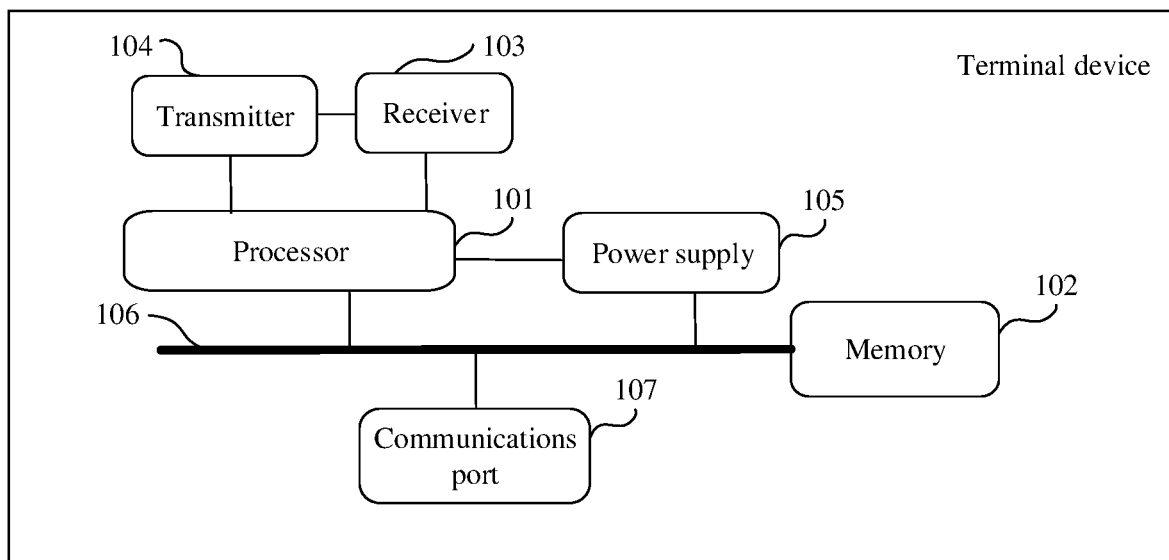 104
103
Terminal device
Transmitter
Receiver
101
105
Processor
Power supply
102
106
Memory
107
Communications
port